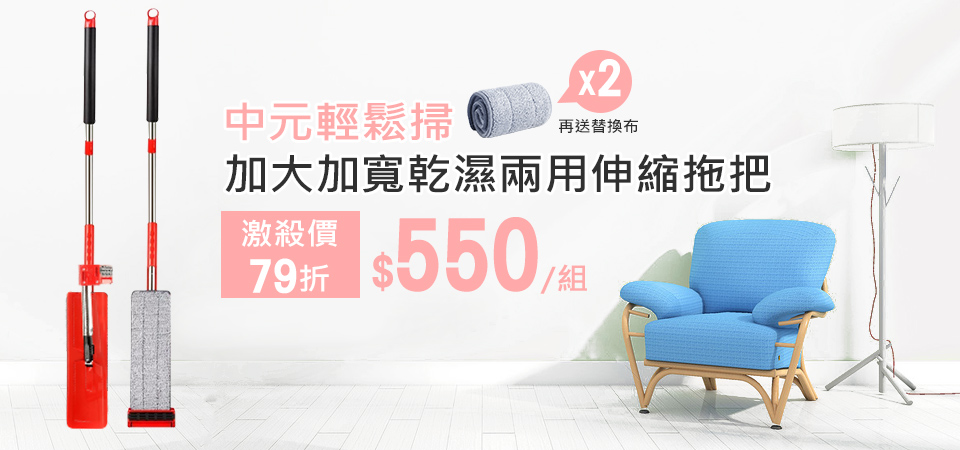 中元輕鬆掃
x2
再送替換布
加大加寬乾濕兩用伸縮拖把
激殺價
79折
$550/組